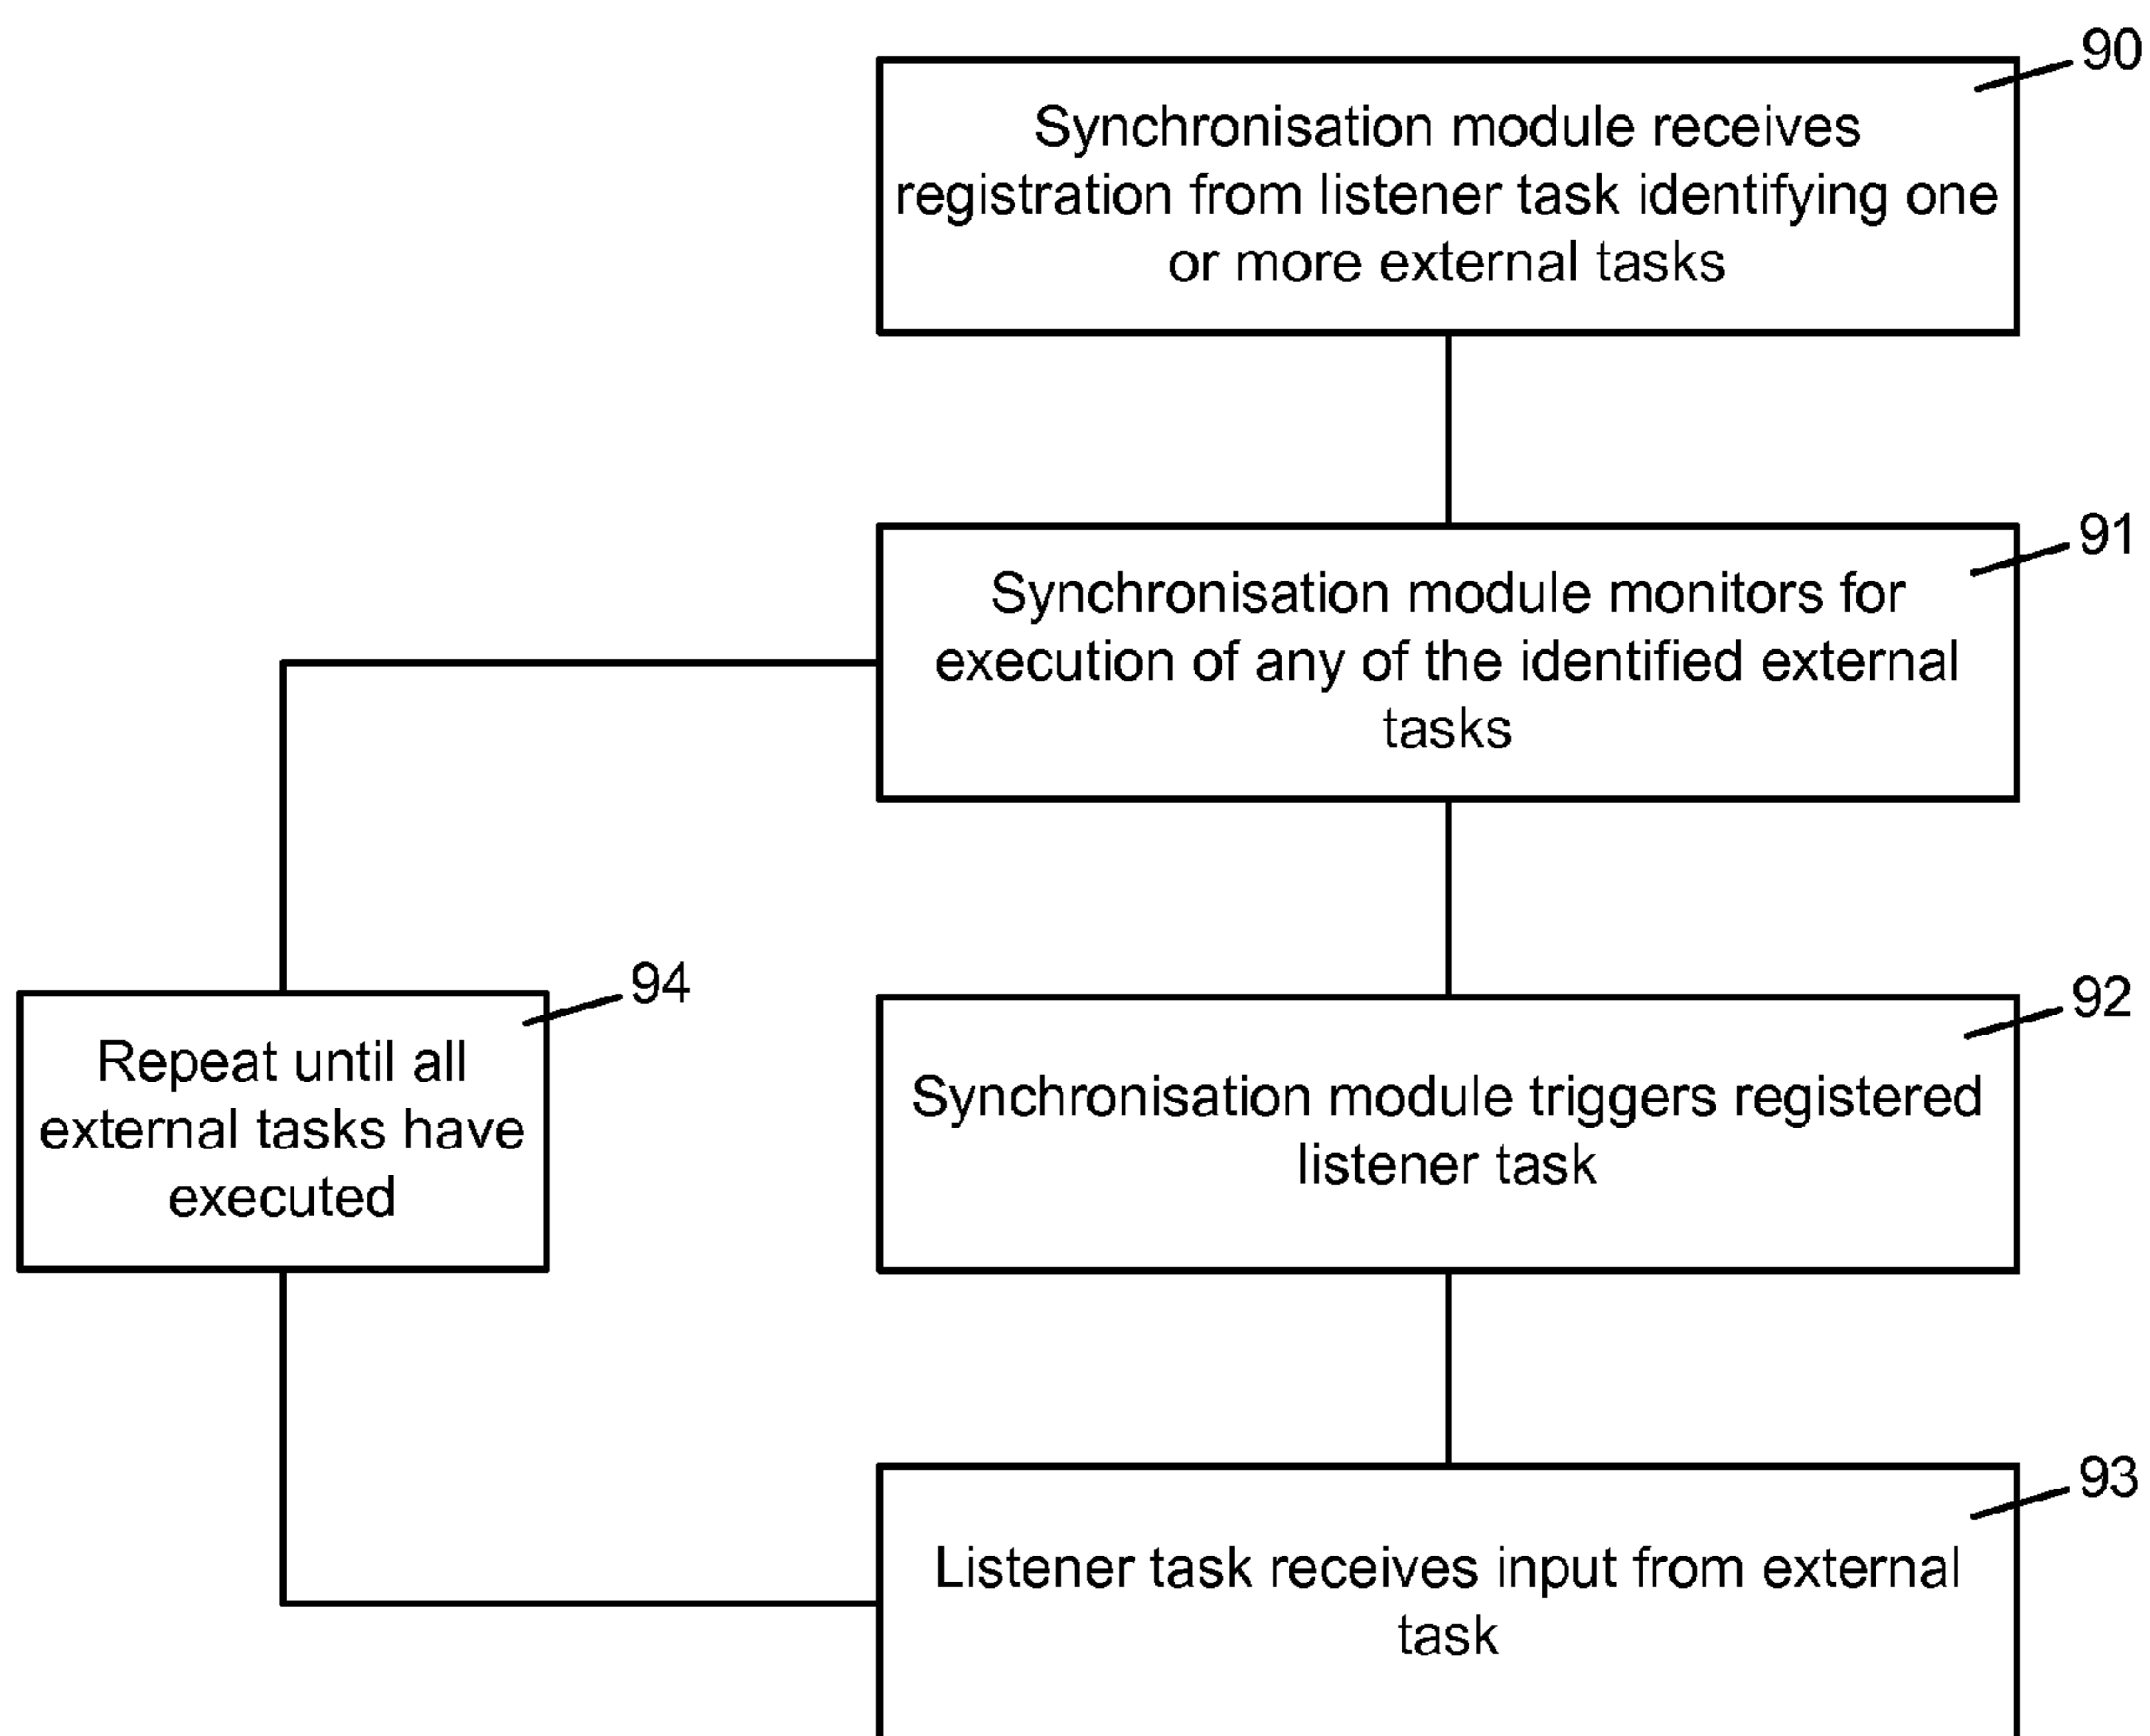 90
Synchronisation module receives
registration from listener task identifying one
or more external tasks
91
Synchronisation module monitors for
execution of any of the identified external
tasks
94
Repeat until all
external tasks have
executed
92
Synchronisation module triggers registered
listener task
93
Listener task receives input from external
task